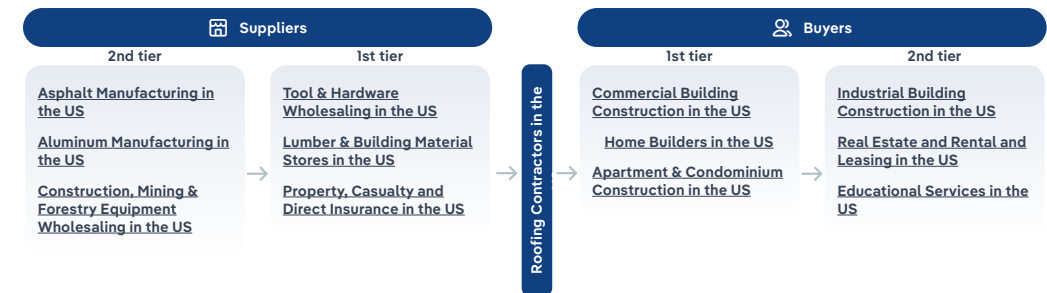 Suppliers
Buyers
2nd tier
1st tier
1st tier
2nd tier
Asphalt Manufacturing in
the US
Aluminum Manufacturing in
the US
Construction, Mining &
Forestry Equipment
Wholesaling in the US
Tool & Hardware
Wholesaling in the US
Lumber & Building Material
Stores in the US
Property, Casualty and
Direct Insurance in the US
Roofing Contractors in the
Commercial Building
Construction in the US
Home Builders in the US
Apartment & Condominium
Construction in the US
Industrial Building
Construction in the US
Real Estate and Rental and
Leasing in the US
Educational Services in the
US